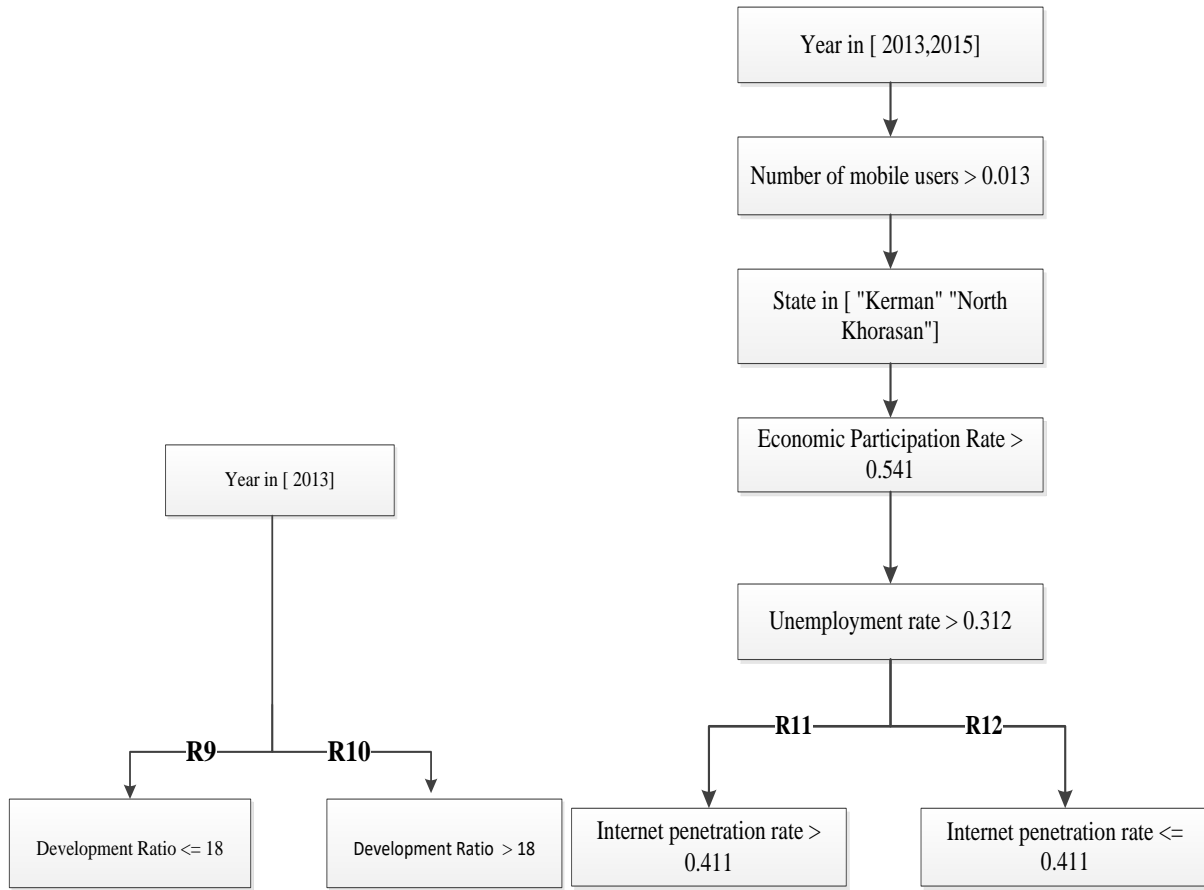 Year in [ 2013,2015]
Number of mobile users > 0.013
State in [ "Kerman" "North
Khorasan"]
Economic Participation Rate >
0.541
Year in [ 2013]
Unemployment rate > 0.312
R9
R10
R11
R12
Development Ratio <= 18
Development Ratio > 18
Internet penetration rate >
0.411
Internet penetration rate <=
0.411